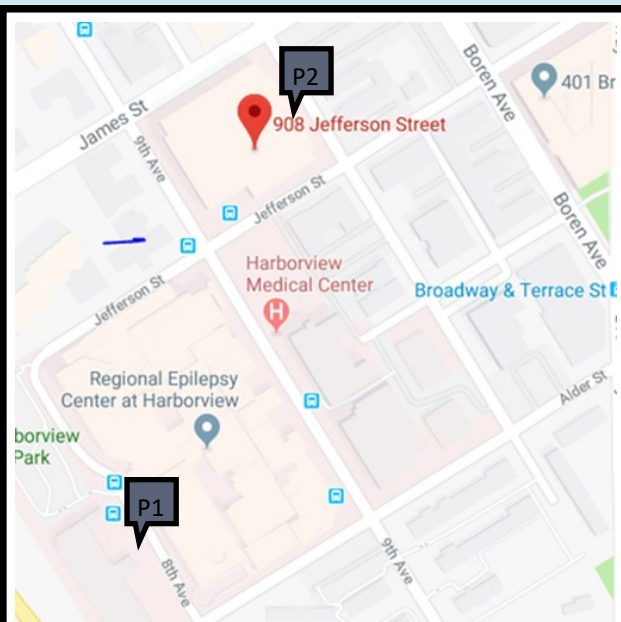 P2
James St
908 Jefferson Street
Boren Ave
401 Br
9th Ave
Jefferson St
Boren Ave
Harborview
Medical Center
H
Broadway & Terrace St
Jefferson St
Regional Epilepsy
Center at Harborview
Alder St
borview
Park
P1
8th Ave
9th Ave